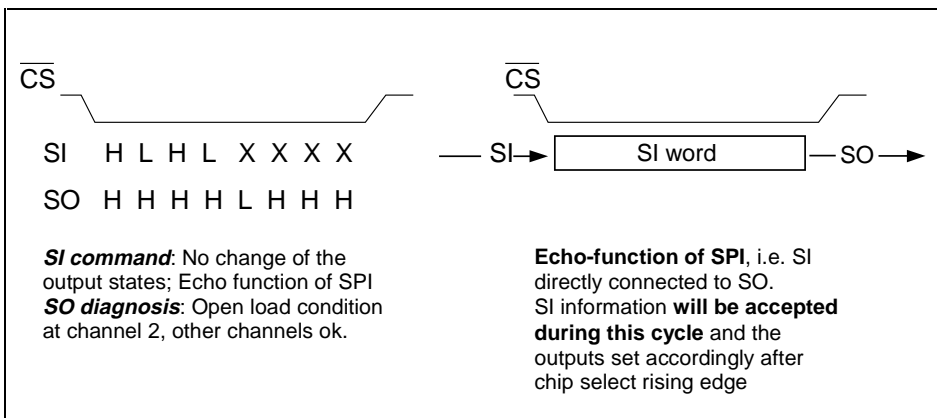 CS
SI H L H L X X X X
SO H H H H L H H H
SI command: No change of the
output states; Echo function of SPI
SO diagnosis: Open load condition
at channel 2, other channels ok.
CS
SI SI word SO
Echo-function of SPI, i.e. SI
directly connected to SO.
SI information will be accepted
during this cycle and the
outputs set accordingly after
chip select rising edge